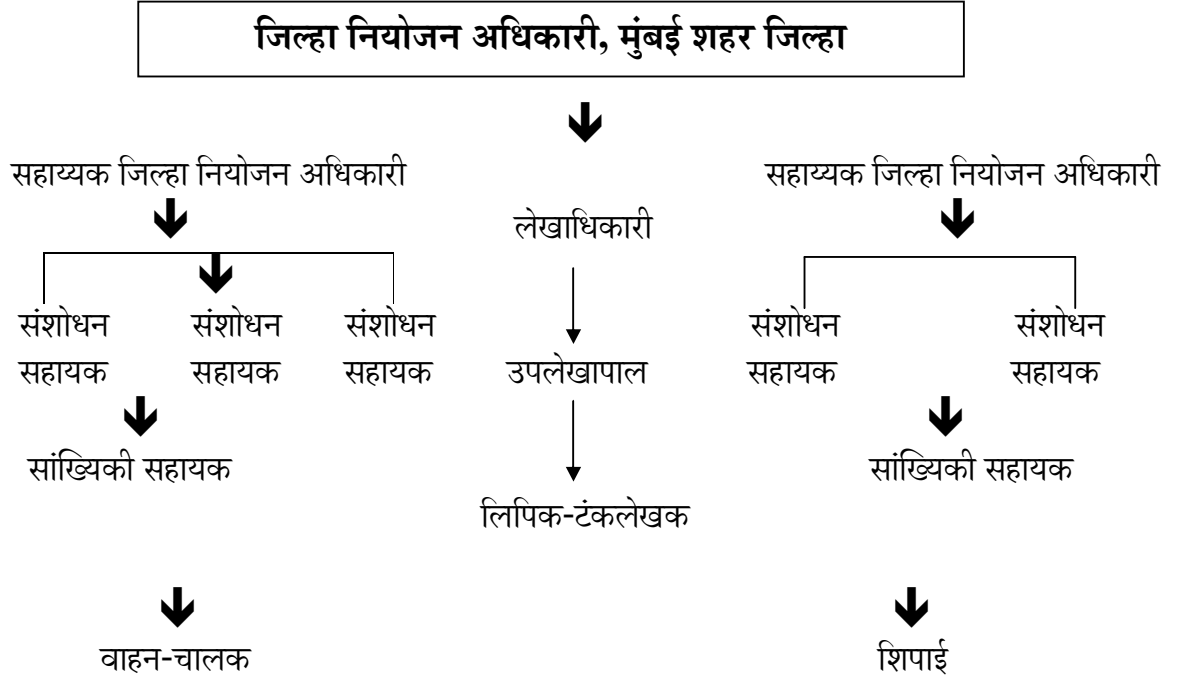 जिल्हा नियोजन अधिकारी, मुंबई शहर जिल्हा
सहाय्यक जिल्हा नियोजन अधिकारी
सहाय्यक जिल्हा नियोजन अधिकारी
लेखाधिकारी
संशोधन संशोधन संशोधन
संशोधन संशोधन
सहायक सहायक सहायक
उपलेखापाल
सहायक सहायक
सांख्यिकी सहायक
सांख्यिकी सहायक
लिपिक-टंकलेखक
वाहन-चालक
शिपाई